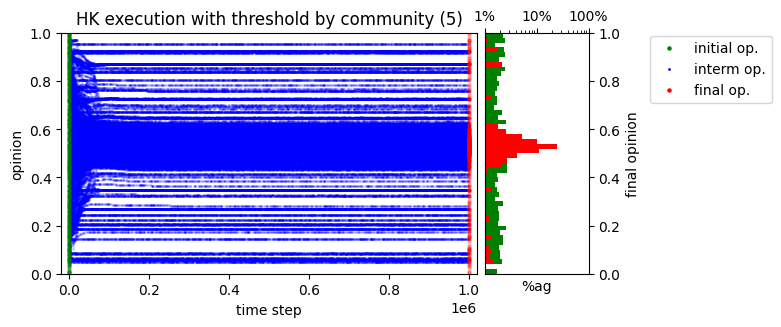 HK execution with threshold by community (5)
1% 10% 100%
1.0 0.8 0.6 0.4 0.2 0.0
opinion
0.0 0.2 0.4 0.6 0.8 1.0
1e6
time step
%ag
1.0 0.8 0.6 0.4 0.2 0.0
final opinion
initial op.
interm op.
final op.